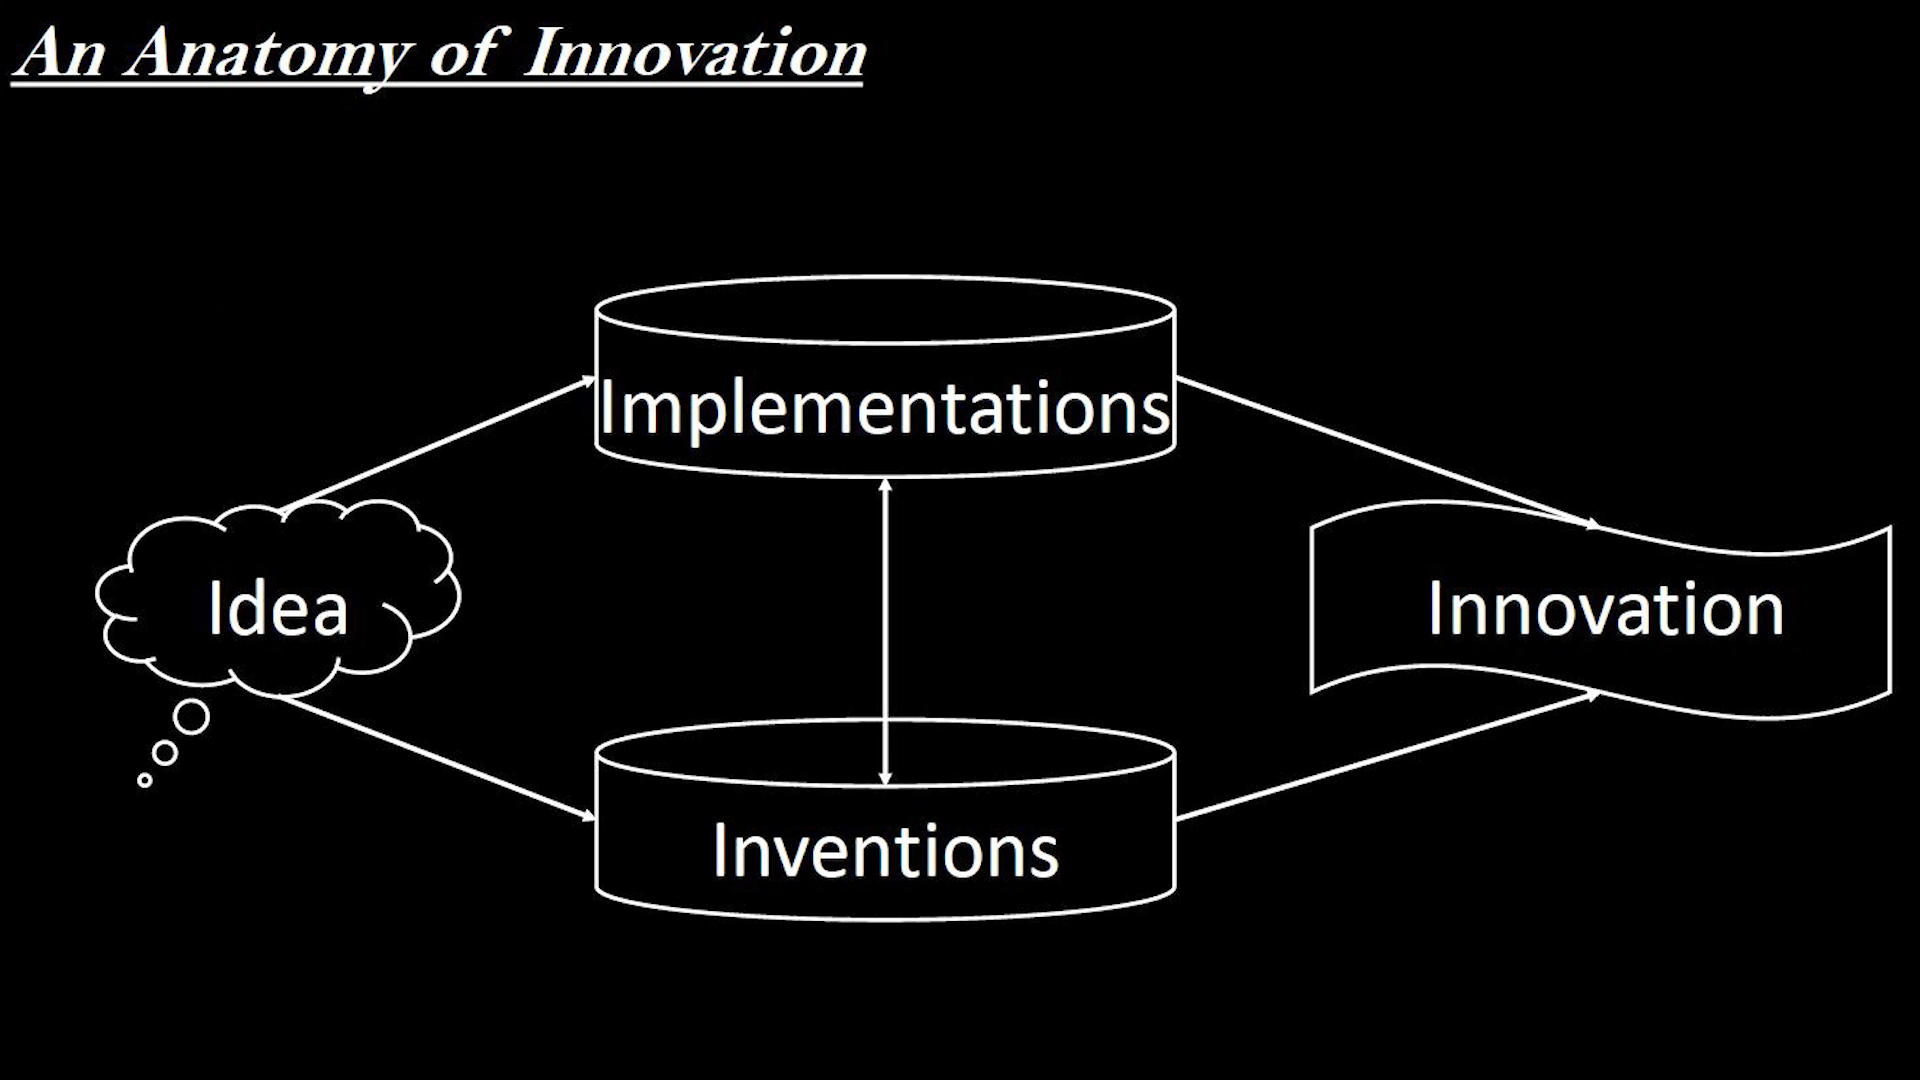 An Anatomy of Innovation
Implementations
Idea
Innovation
Inventions